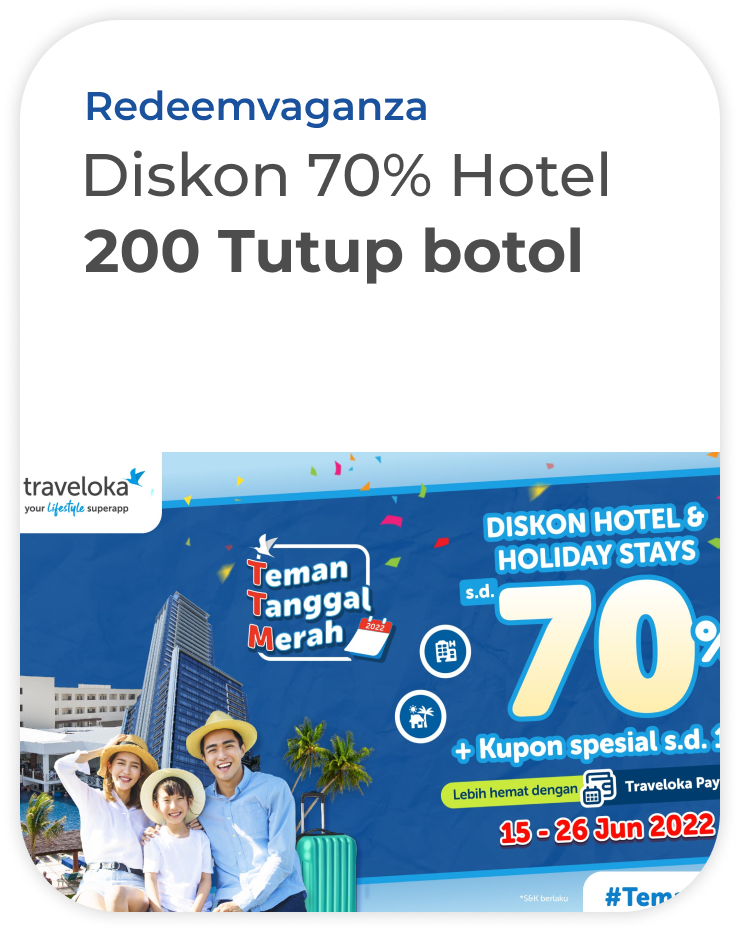 Redeemvaganza
Diskon 70% Hotel
200 Tutup botol
traveloka
your Lifestyle superapp
Teman
Tanggal
Merah
2022
DISKON HOTEL &
HOLIDAY STAYS
s.d.
70%
+ Kupon spesial s.d.
Lebih hemat dengan
Traveloka Pay
15 - 26 Jun 2022
*S&K berlaku